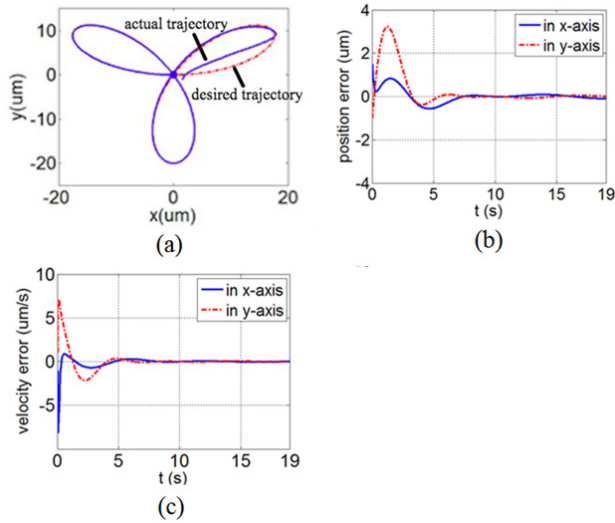 actual trajectory
desired trajectory
y(um)
10
0
-10
-20
-20
0
20
x(um)
(a)
position error (um)
4
2
0
-2
-4
in x-axis
in y-axis
0
5
10
15
19
t (s)
(b)
velocity error (um/s)
10
5
0
-5
in x-axis
in y-axis
0
5
10
15
19
t (s)
(c)